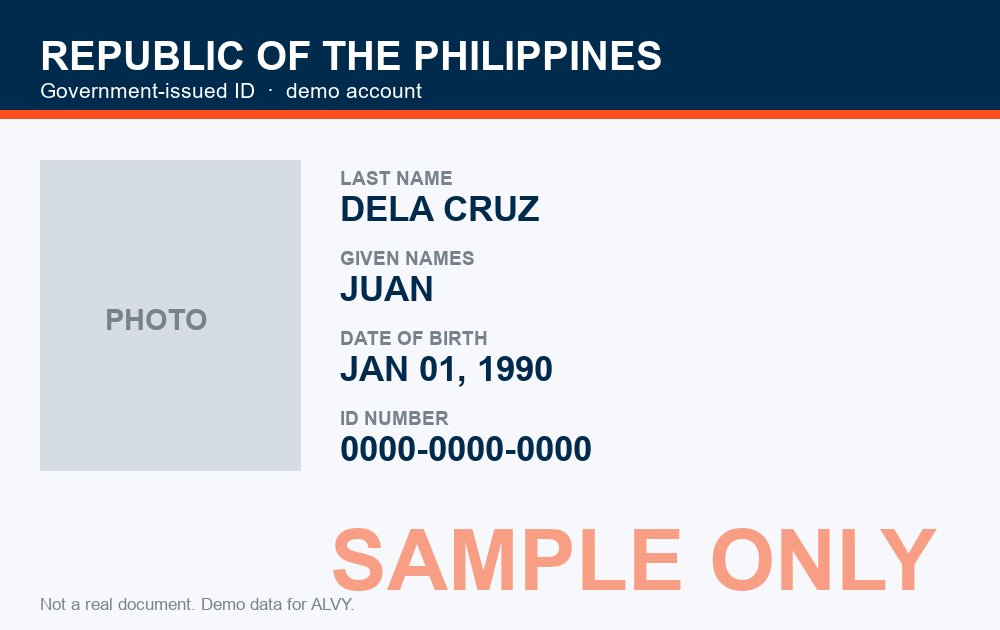 REPUBLIC OF THE PHILIPPINES
Government-issued ID · demo account
PHOTO
LAST NAME
DELA CRUZ
GIVEN NAMES
JUAN
DATE OF BIRTH
JAN 01, 1990
ID NUMBER
0000-0000-0000
SAMPLE ONLY
Not a real document. Demo data for ALVY.